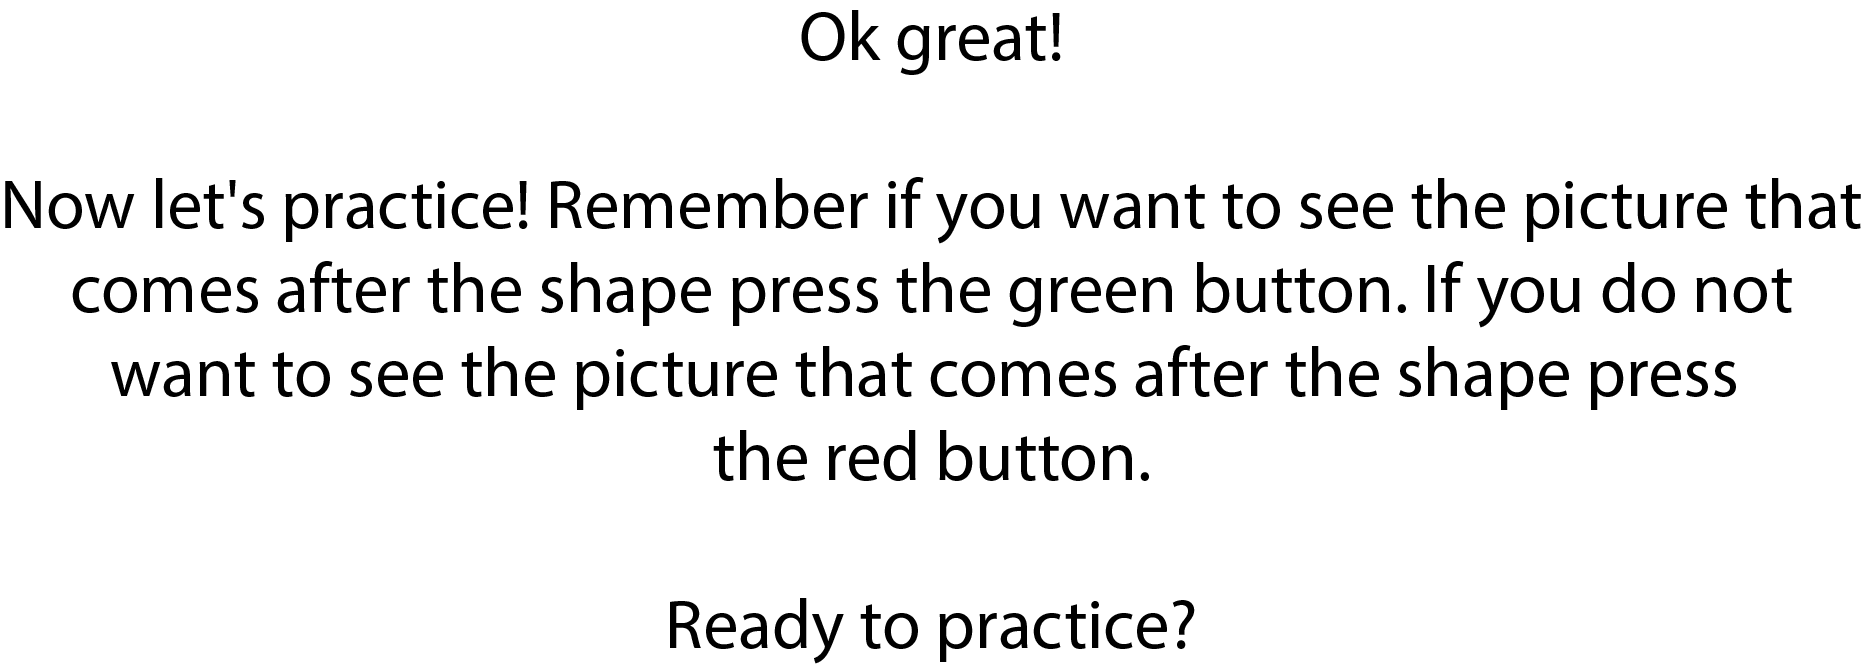 Ok great!
Now let's practice! Remember if you want to see the picture that
comes after the shape press the green button. If you do not
want to see the picture that comes after the shape press
the red button.
Ready to practice?